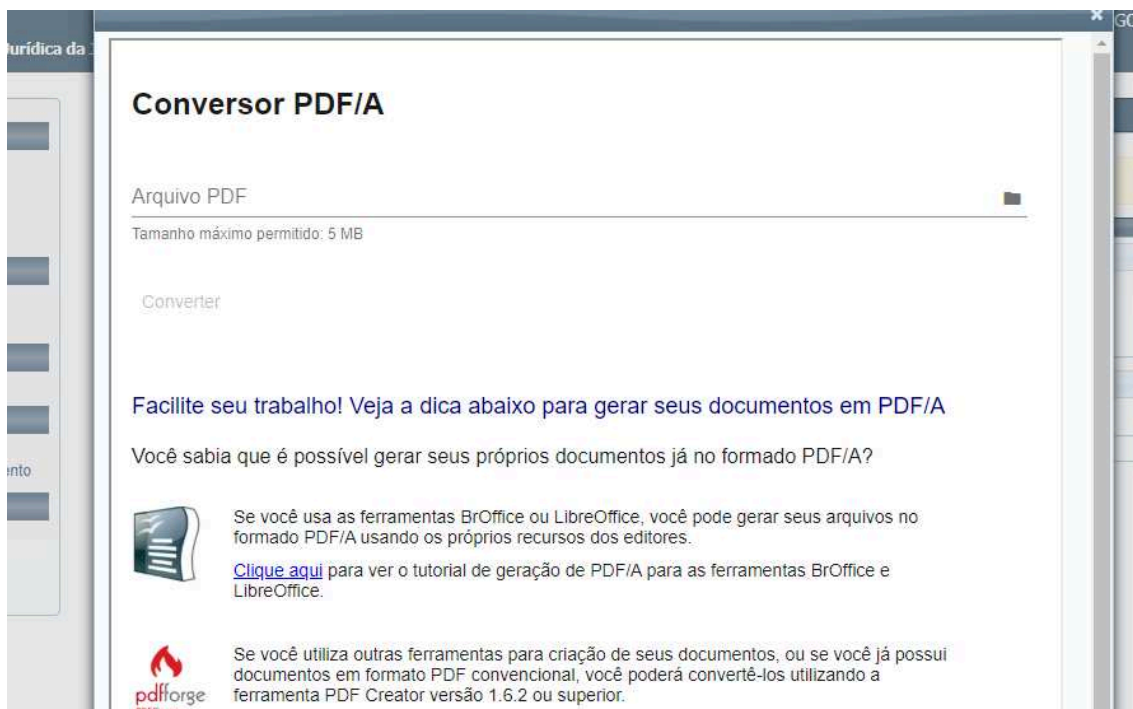 GO
Jurídica da
Conversor PDF/A
Arquivo PDF
Tamanho máximo permitido: 5 MB
Converter
Facilite seu trabalho! Veja a dica abaixo para gerar seus documentos em PDF/A
Você sabia que é possível gerar seus próprios documentos já no formado PDF/A?
ento
Se você usa as ferramentas BrOffice ou LibreOffice, você pode gerar seus arquivos no
formado PDF/A usando os próprios recursos dos editores.
Clique aqui para ver o tutorial de geração de PDF/A para as ferramentas BrOffice e
LibreOffice.
Se você utiliza outras ferramentas para criação de seus documentos, ou se você já possui
documentos em formato PDF convencional, você poderá convertê-los utilizando a
ferramenta PDF Creator versão 1.6.2 ou superior.
pdfforge